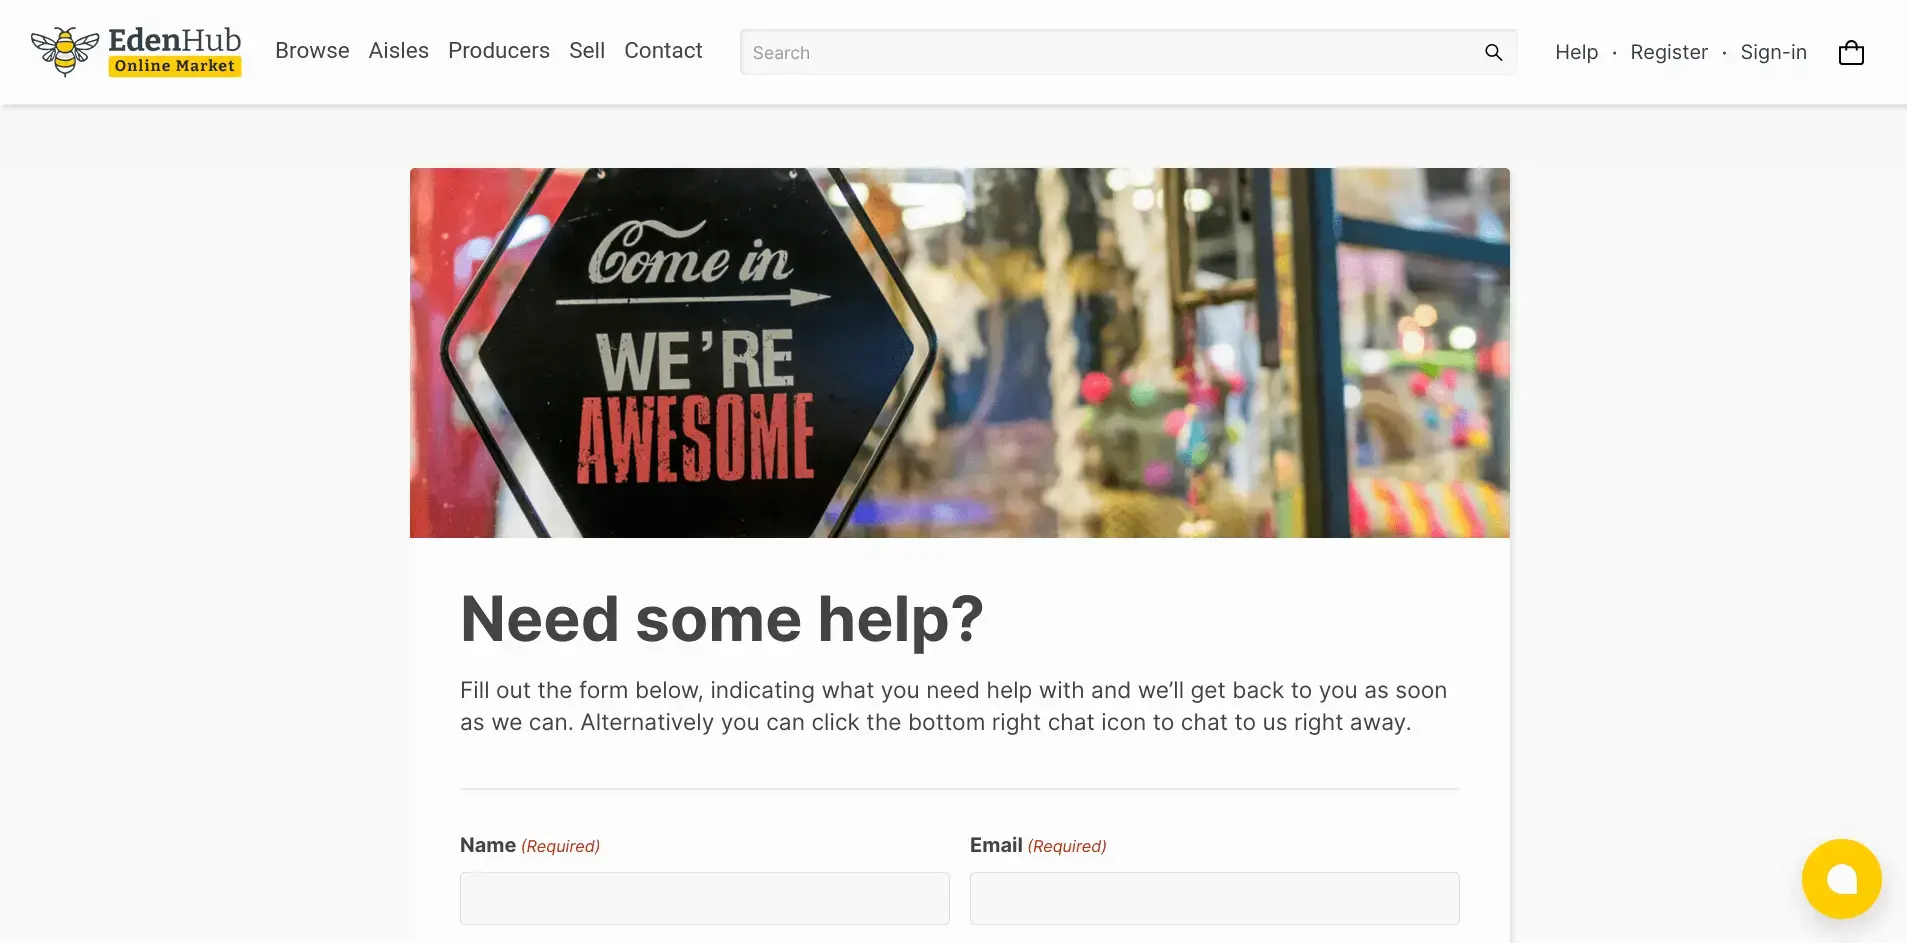 EdenHub
Online Market
Browse Aisles Producers Sell Contact
Search
Help · Register · Sign-in
Come in
WE'RE
AWESOME
Need some help?
Fill out the form below, indicating what you need help with and we’ll get back to you as soon
as we can. Alternatively you can click the bottom right chat icon to chat to us right away.
Name (Required)
Email (Required)